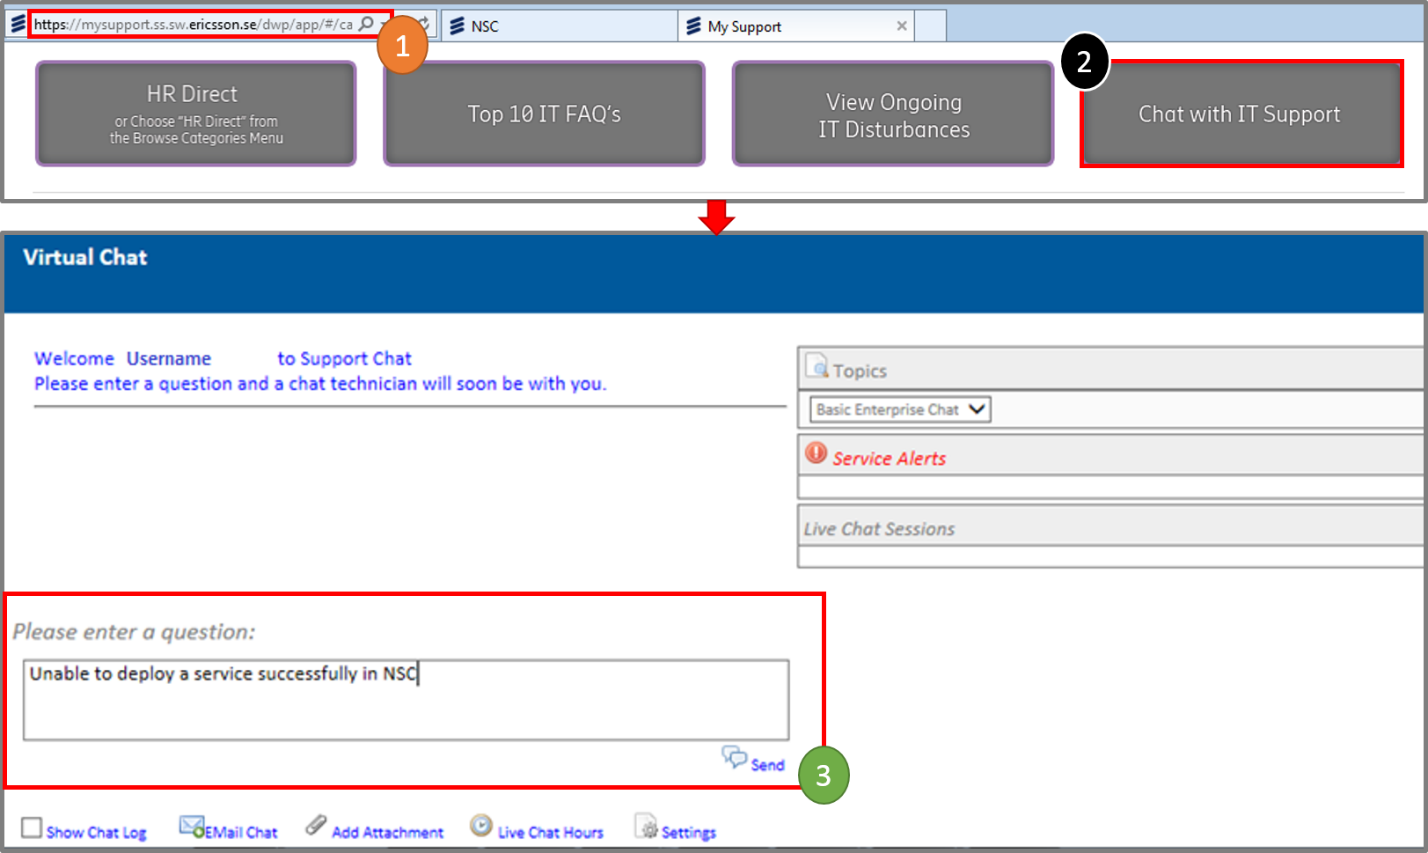 https://mysupport.ss.sw.ericsson.se/dwp/app/#/ca
NSC
My Support
1
2
HR Direct
or Choose “HR Direct” from
the Browse Categories Menu
Top 10 IT FAQ’s
View Ongoing
IT Disturbances
Chat with IT Support
Virtual Chat
Welcome Username to Support Chat
Please enter a question and a chat technician will soon be with you.
Topics
Basic Enterprise Chat
Service Alerts
Live Chat Sessions
Please enter a question:
Unable to deploy a service successfully in NSC
Send
3
Show Chat Log
EMail Chat
Add Attachment
Live Chat Hours
Settings